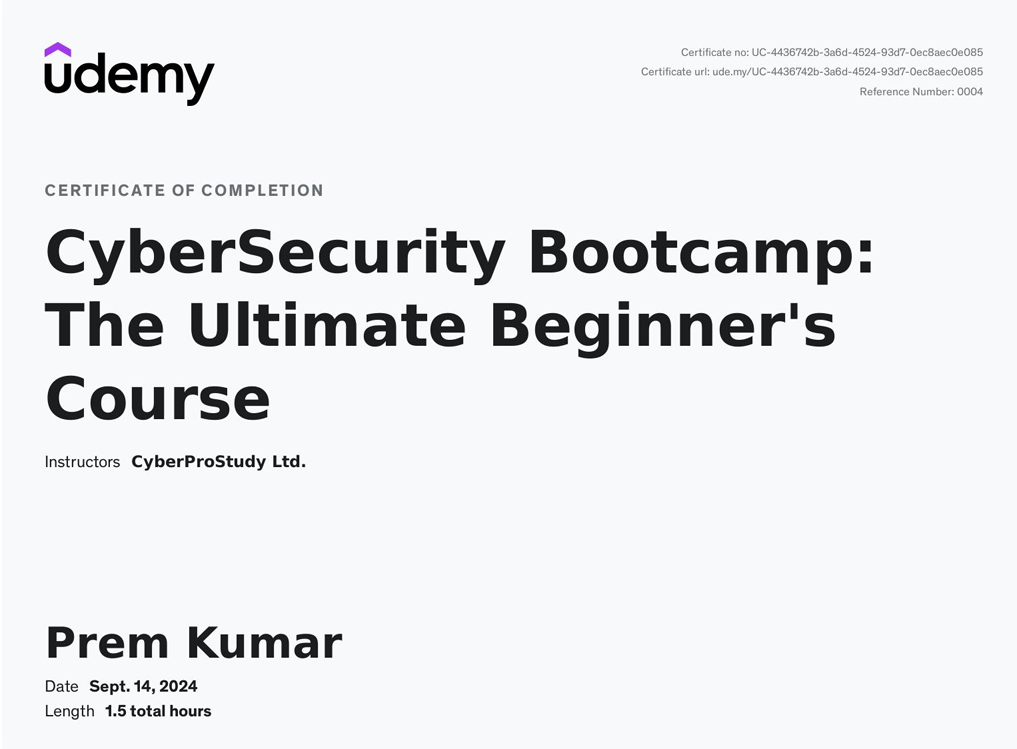 udemy
Certificate no: UC-4436742b-3a6d-4524-93d7-0ec8aec0e085
Certificate url: ude.my/UC-4436742b-3a6d-4524-93d7-0ec8aec0e085
Reference Number: 0004
CERTIFICATE OF COMPLETION
CyberSecurity Bootcamp:
The Ultimate Beginner's
Course
Instructors CyberProStudy Ltd.
Prem Kumar
Date Sept. 14, 2024
Length 1.5 total hours